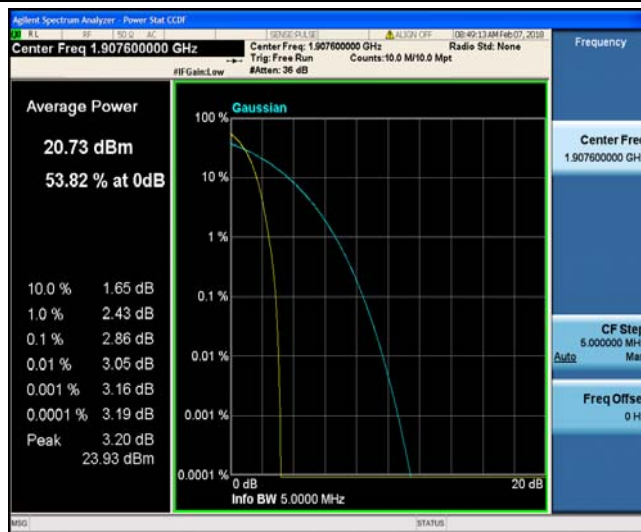 Agilent Spectrum Analyzer - Power Stat CCDF
RL RF 50 Ω AC SENSE:PULSE ALIGN OFF 08:49:13 AM Feb 07, 2018
Center Freq 1.907600000 GHz
Center Freq: 1.907600000 GHz Radio Std: None
Trig: Free Run Counts:10.0 M/10.0 Mpt
#IFGain:Low #Atten: 36 dB
Frequency
Average Power
20.73 dBm
53.82 % at 0dB
10.0 % 1.65 dB
1.0 % 2.43 dB
0.1 % 2.86 dB
0.01 % 3.05 dB
0.001 % 3.16 dB
0.0001 % 3.19 dB
Peak 3.20 dB
23.93 dBm
Gaussian
100 %
10 %
1 %
0.1 %
0.01 %
0.001 %
0.0001 %
0 dB 20 dB
Info BW 5.0000 MHz
Center Fre
1.907600000 GH
CF Step
5.000000 MH
Auto Ma
Freq Offse
0 H
MSG STATUS